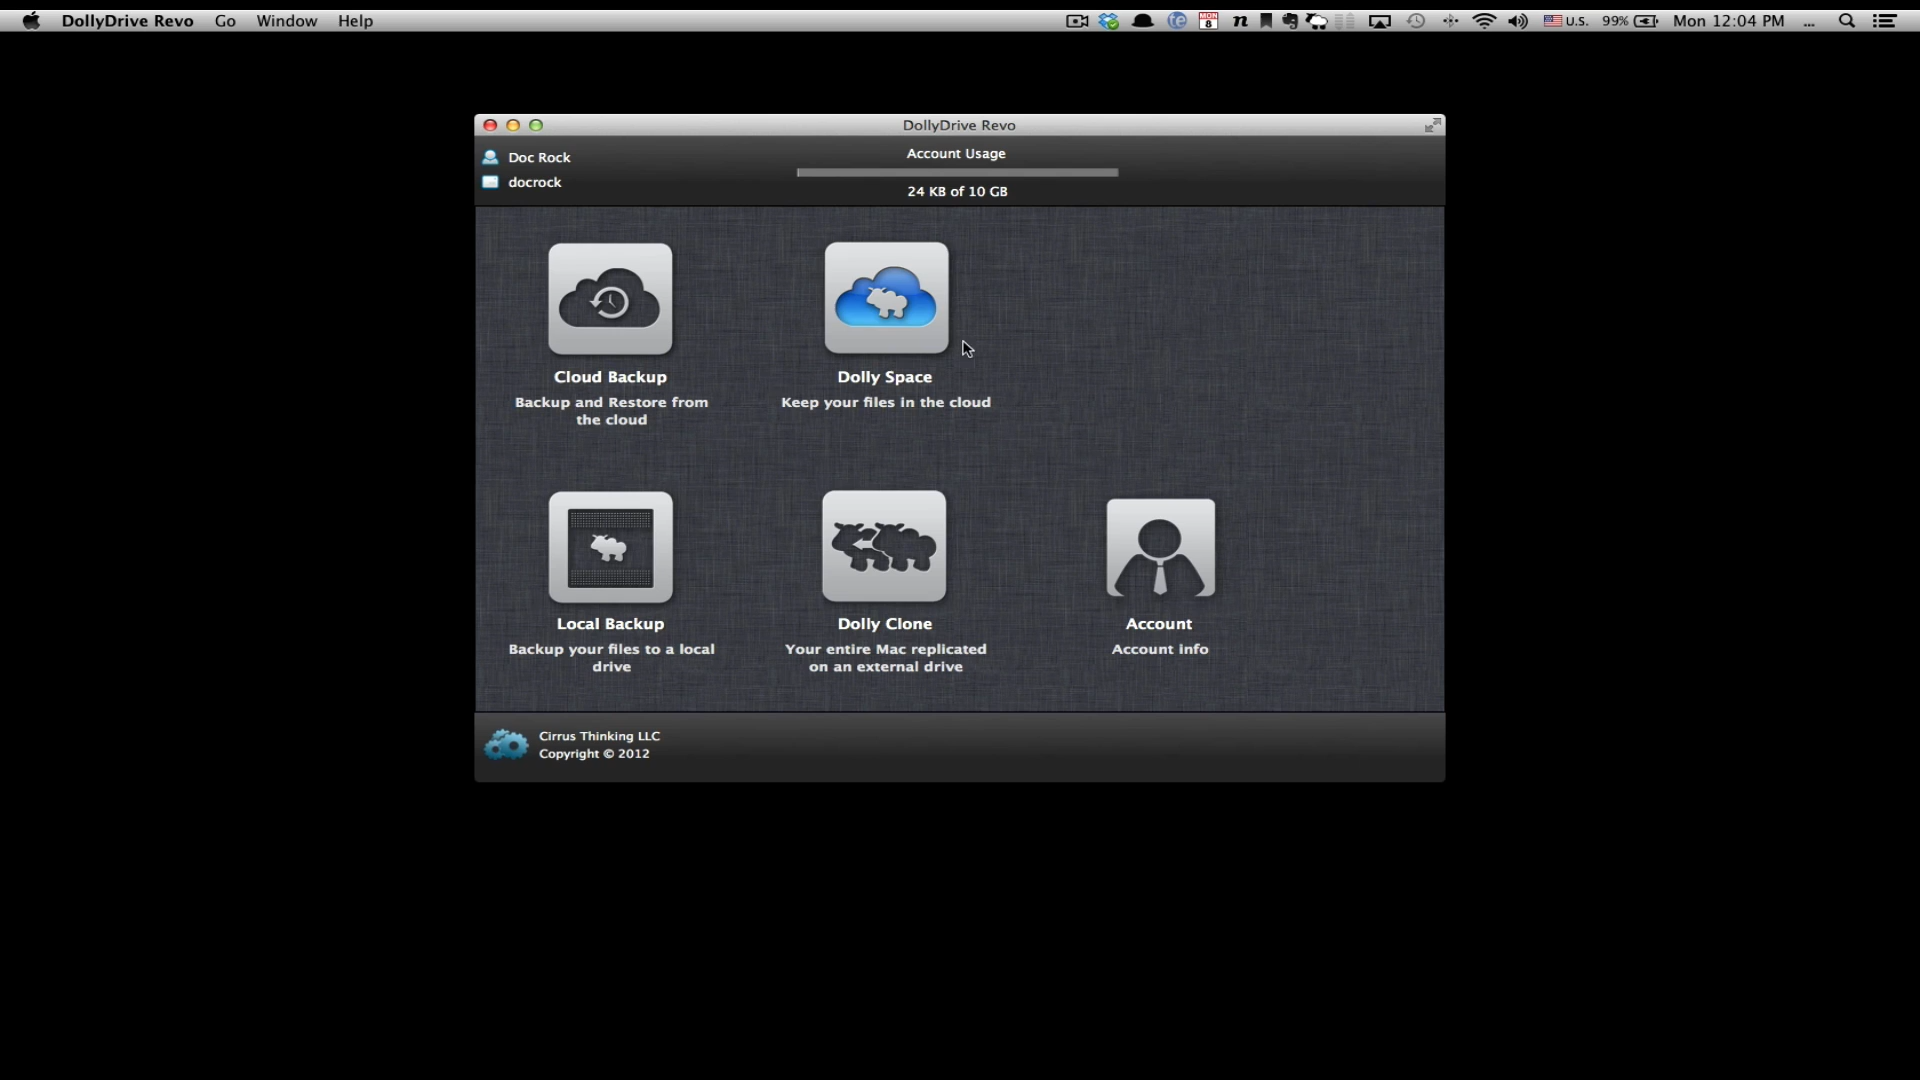 DollyDrive Revo Go Window Help U.S. 99% Mon 12:04 PM ...
MON
8
DollyDrive Revo
Doc Rock
docrock
Account Usage
24 KB of 10 GB
Cloud Backup
Backup and Restore from
the cloud
Dolly Space
Keep your files in the cloud
Local Backup
Backup your files to a local
drive
Dolly Clone
Your entire Mac replicated
on an external drive
Account
Account info
Cirrus Thinking LLC
Copyright © 2012